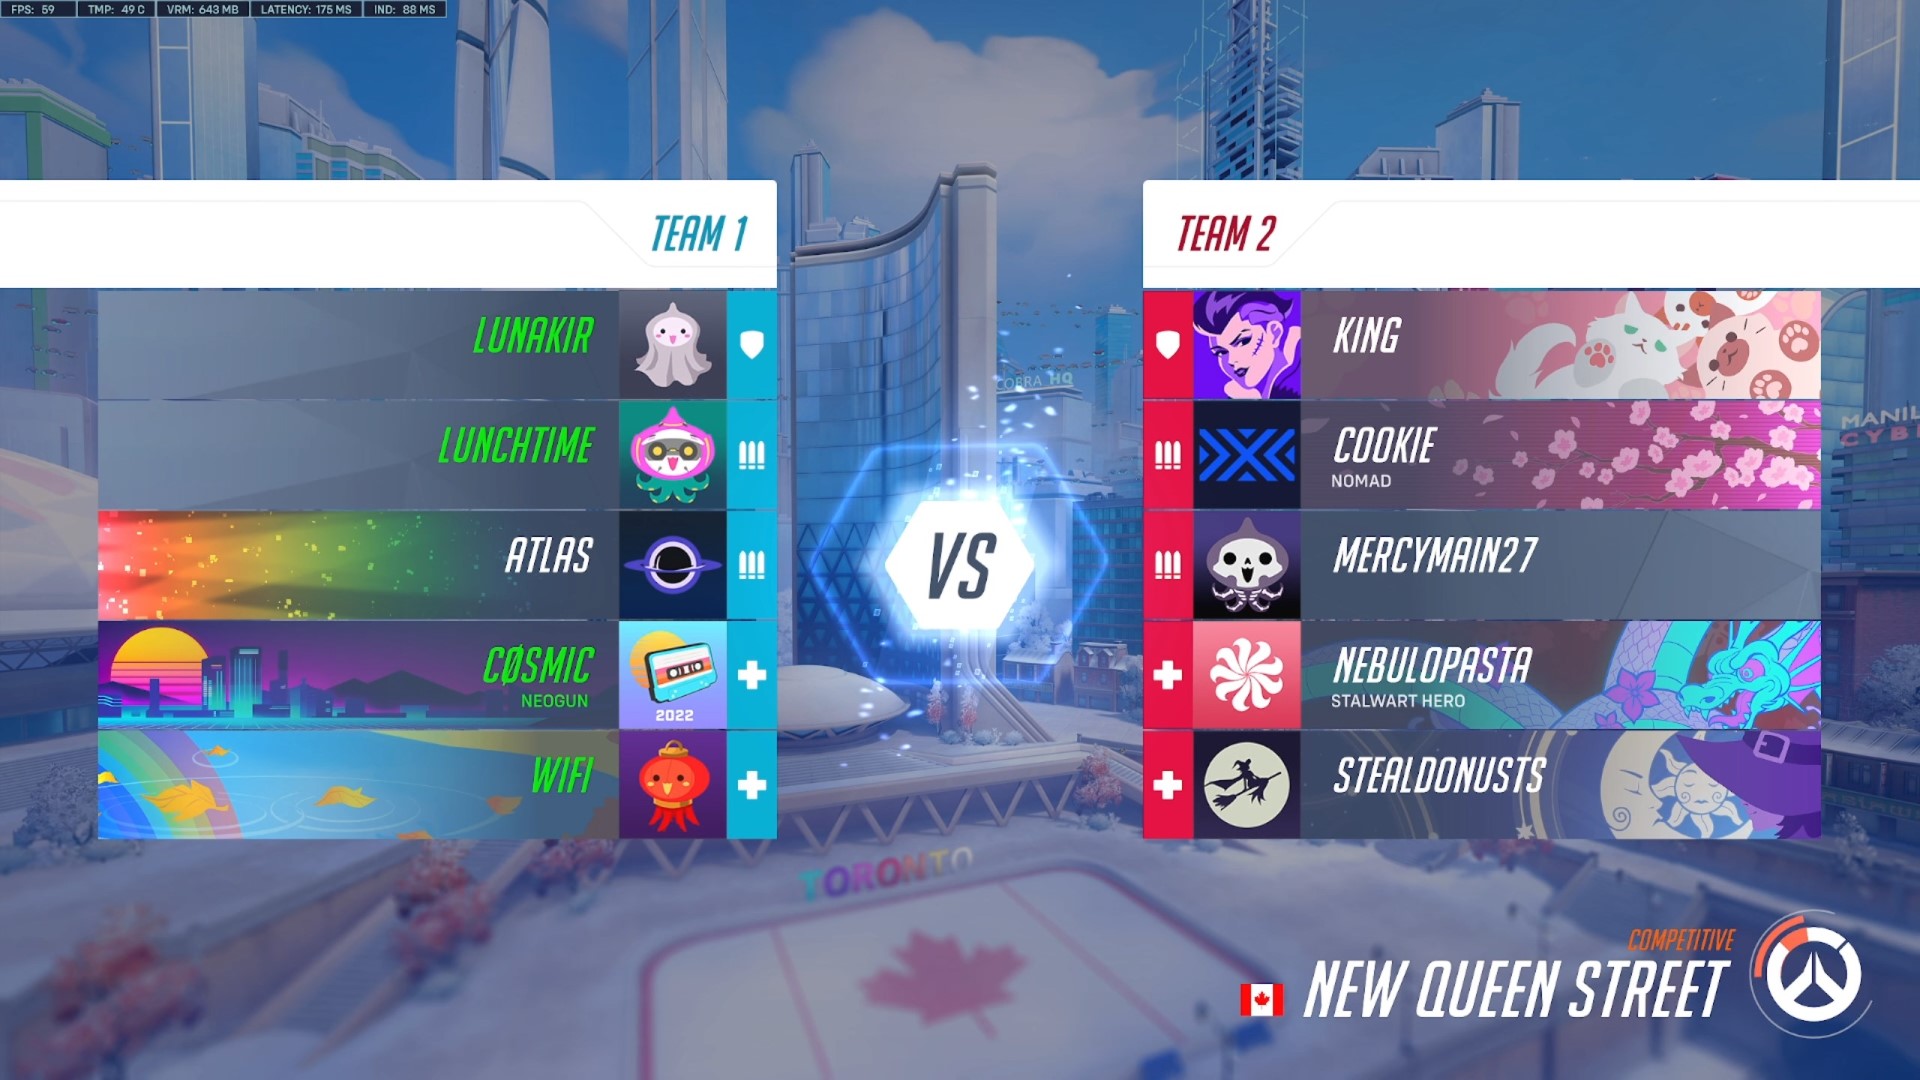 FPS: 59 TMP: 49 C VRM: 643 MB LATENCY: 175 MS IND: 88 MS
TEAM 1
LUNAKIR
LUNCHTIME
ATLAS
CØSMIC
NEOGUN
2022
WIFI
VS
TEAM 2
KING
COOKIE
NOMAD
MERCYMAIN27
NEBULOPASTA
STALWART HERO
STEALDONUSTS
COBRA HQ
TORONTO
COMPETITIVE
NEW QUEEN STREET